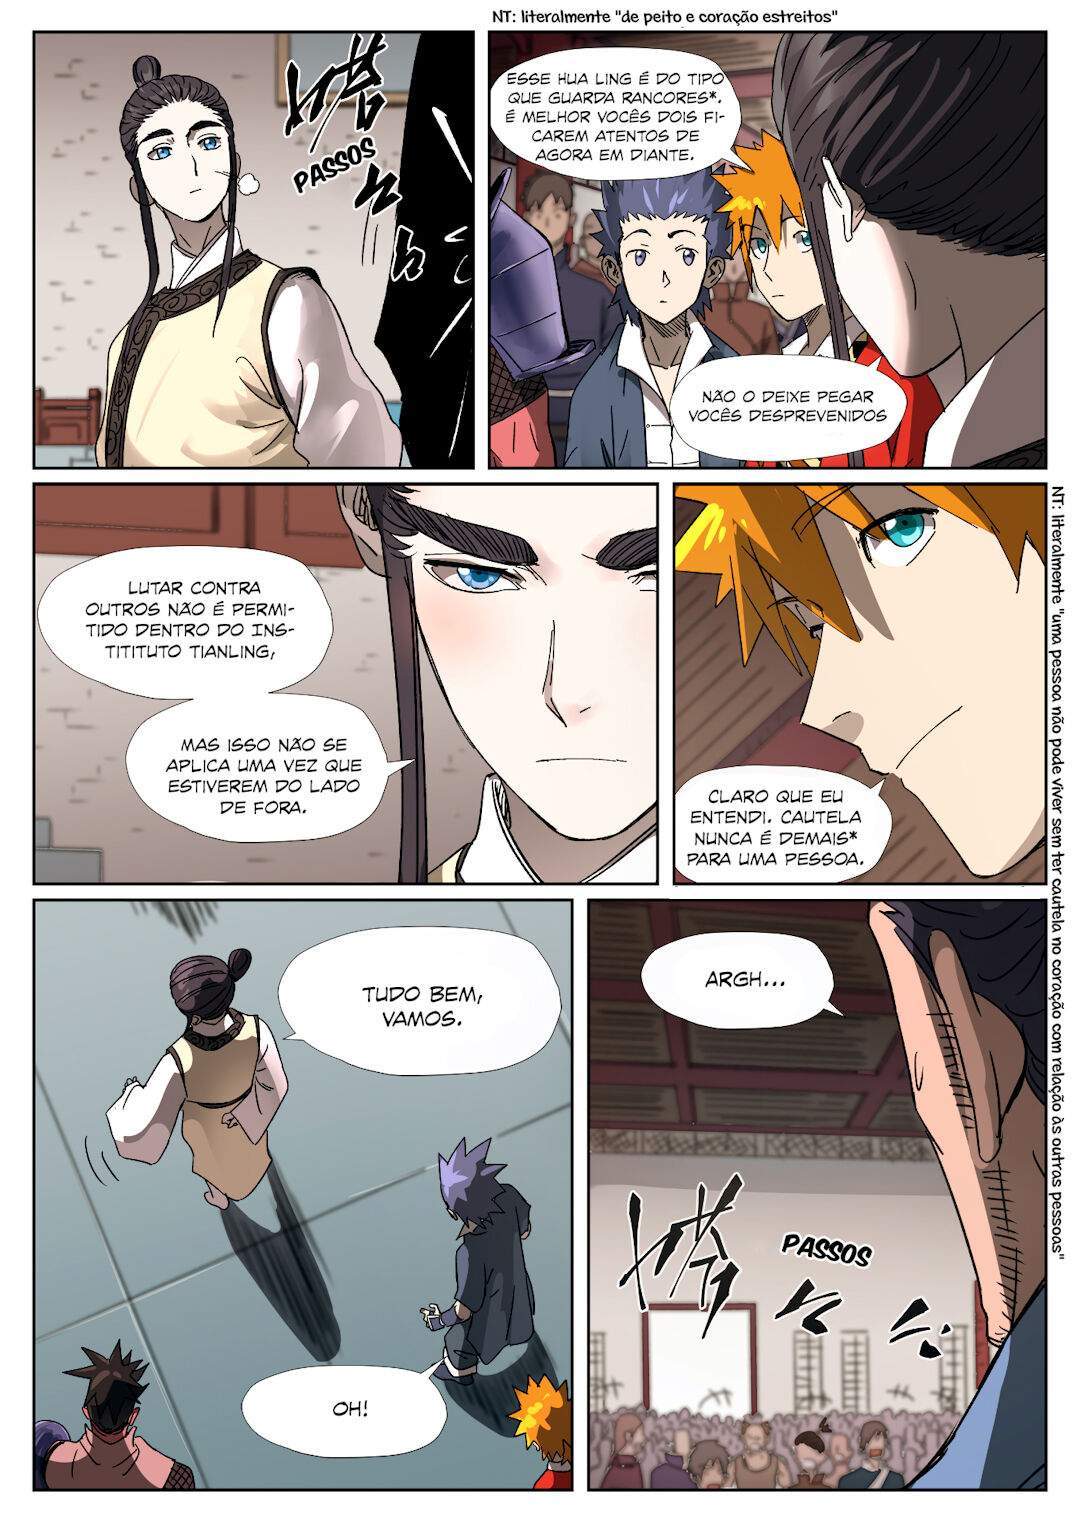 NT: literalmente "de peito e coração estreitos"
PASSOS
ESSE HUA LING É DO TIPO
QUE GUARDA RANCORES*.
É MELHOR VOCÊS DOIS FI-
CAREM ATENTOS DE
AGORA EM DIANTE.
NÃO O DEIXE PEGAR
VOCÊS DESPREVENIDOS
LUTAR CONTRA
OUTROS NÃO É PERMI-
TIDO DENTRO DO INS-
TITITUTO TIANLING,
MAS ISSO NÃO SE
APLICA UMA VEZ QUE
ESTIVEREM DO LADO
DE FORA.
CLARO QUE EU
ENTENDI. CAUTELA
NUNCA É DEMAIS*
PARA UMA PESSOA.
NT: literalmente "uma pessoa não pode viver sem ter cautela no coração com relação às outras pessoas"
TUDO BEM,
VAMOS.
OH!
ARGH...
PASSOS